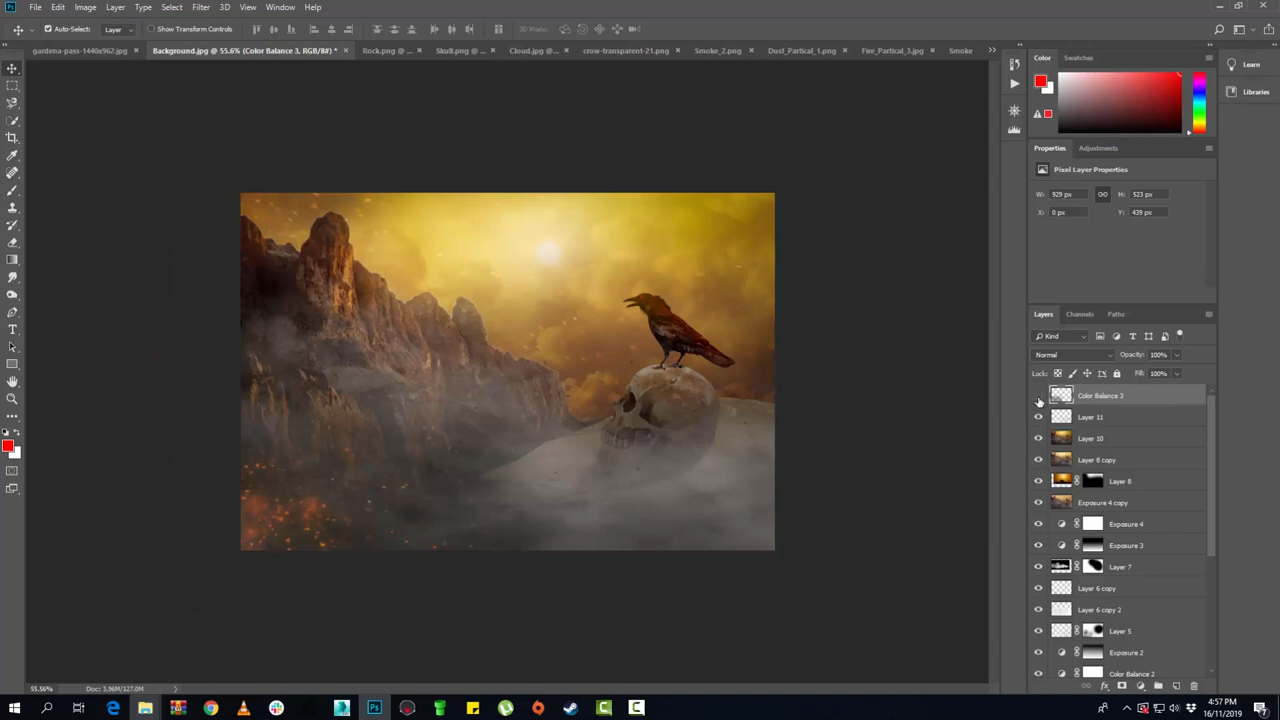 Ps File Edit Image Layer Type Select Filter 3D View Window Help
Auto-Select: Layer Show Transform Controls 3D Mode:
gardena-pass-1440x962.jpg × Background.jpg @ 55.6% (Color Balance 3, RGB/8#) * × Rock.png @ ... × Skull.png @ ... × Cloud.jpg @ ... × crow-transparent-21.png × Smoke_2.png × Dust_Partical_1.png × Fire_Partical_3.jpg × Smoke
Color Swatches
Learn
Libraries
Properties Adjustments
Pixel Layer Properties
W: 929 px H: 523 px
X: 0 px Y: 439 px
Layers Channels Paths
Kind
Normal Opacity: 100%
Lock: Fill: 100%
Color Balance 3
Layer 11
Layer 10
Layer 8 copy
Layer 8
Exposure 4 copy
Exposure 4
Exposure 3
Layer 7
Layer 6 copy
Layer 6 copy 2
Layer 5
Exposure 2
Color Balance 2
55.56% Doc: 3.96M/127.0M
4:57 PM
16/11/2019